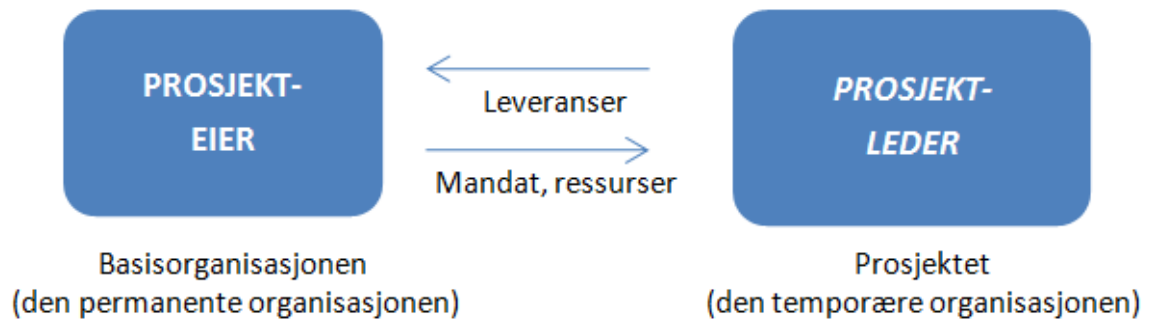 PROSJEKT-
EIER
Leveranser
Mandat, ressurser
PROSJEKT-
LEDER
Basisorganisasjonen
(den permanente organisasjonen)
Prosjektet
(den temporære organisasjonen)